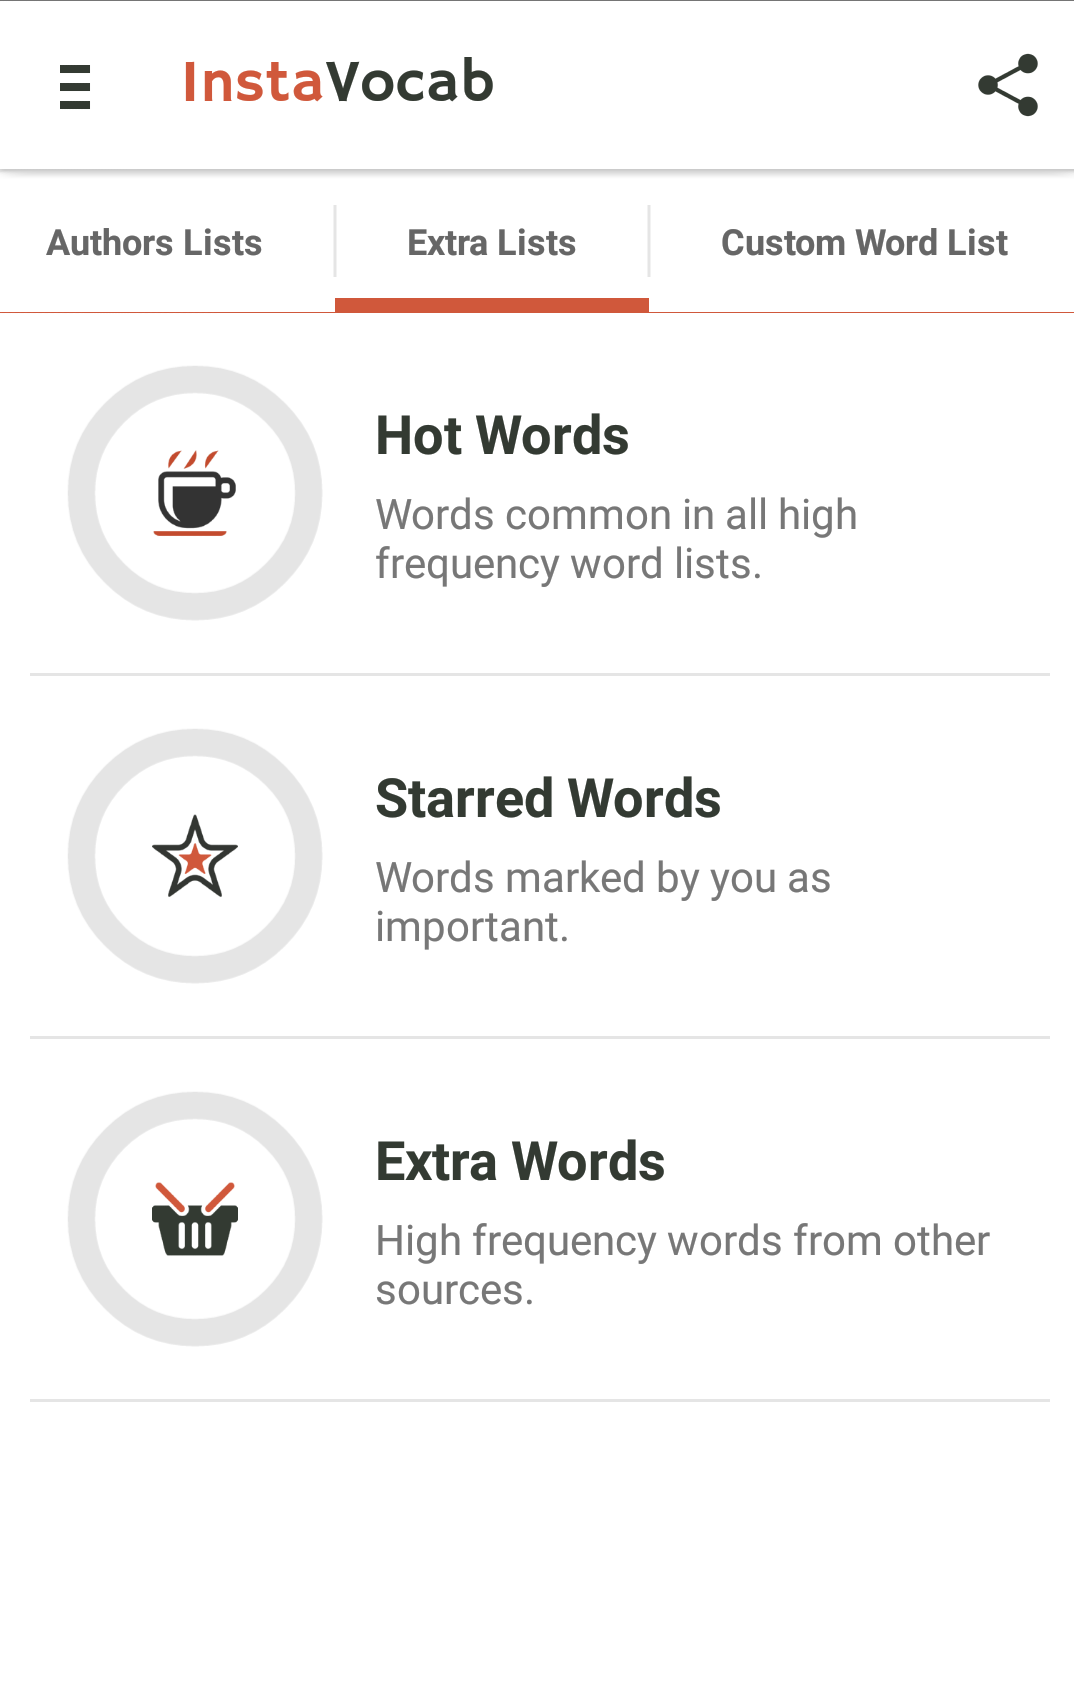 InstaVocab
Authors Lists
Extra Lists
Custom Word List
Hot Words
Words common in all high
frequency word lists.
Starred Words
Words marked by you as
important.
Extra Words
High frequency words from other
sources.